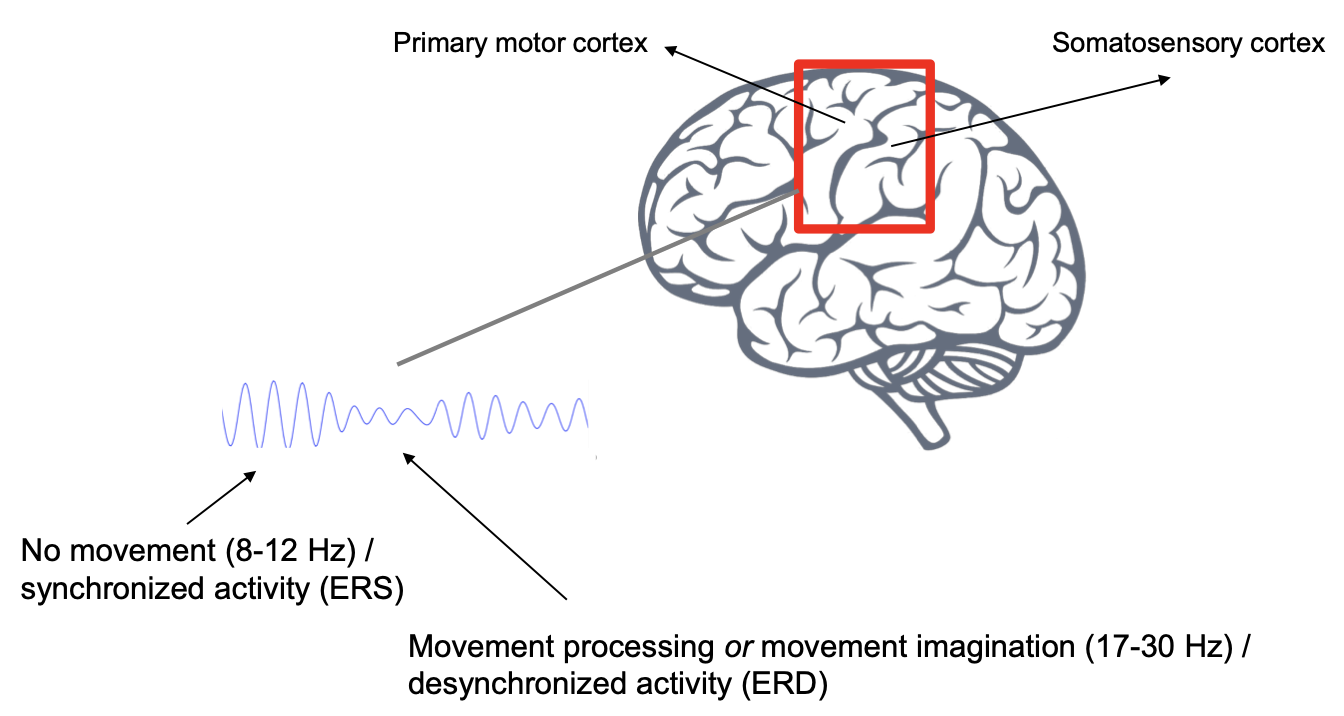 Primary motor cortex
Somatosensory cortex
No movement (8-12 Hz) /
synchronized activity (ERS)
Movement processing or movement imagination (17-30 Hz) /
desynchronized activity (ERD)